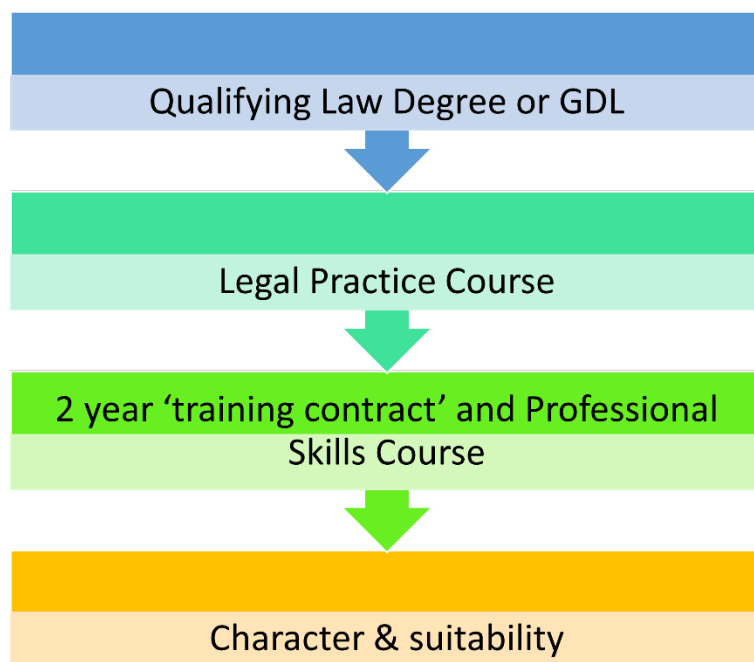 Qualifying Law Degree or GDL
Legal Practice Course
2 year ‘training contract’ and Professional
Skills Course
Character & suitability